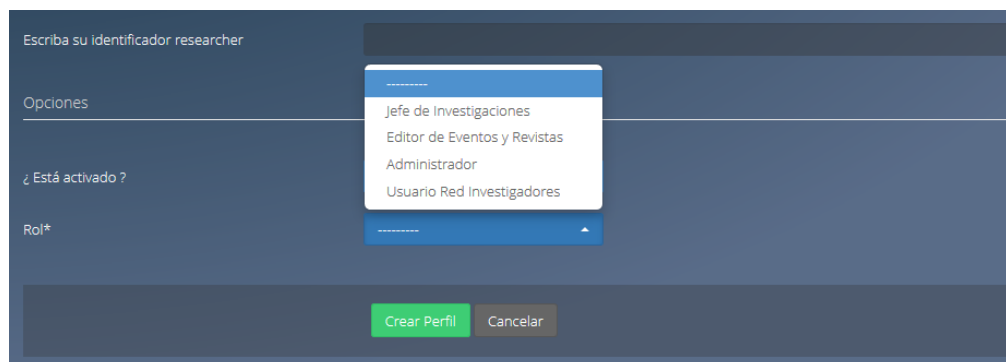 Escriba su identificador researcher
---------
Opciones
Jefe de Investigaciones
Editor de Eventos y Revistas
Administrador
¿ Está activado ?
Usuario Red Investigadores
Rol*
---------
Crear Perfil
Cancelar